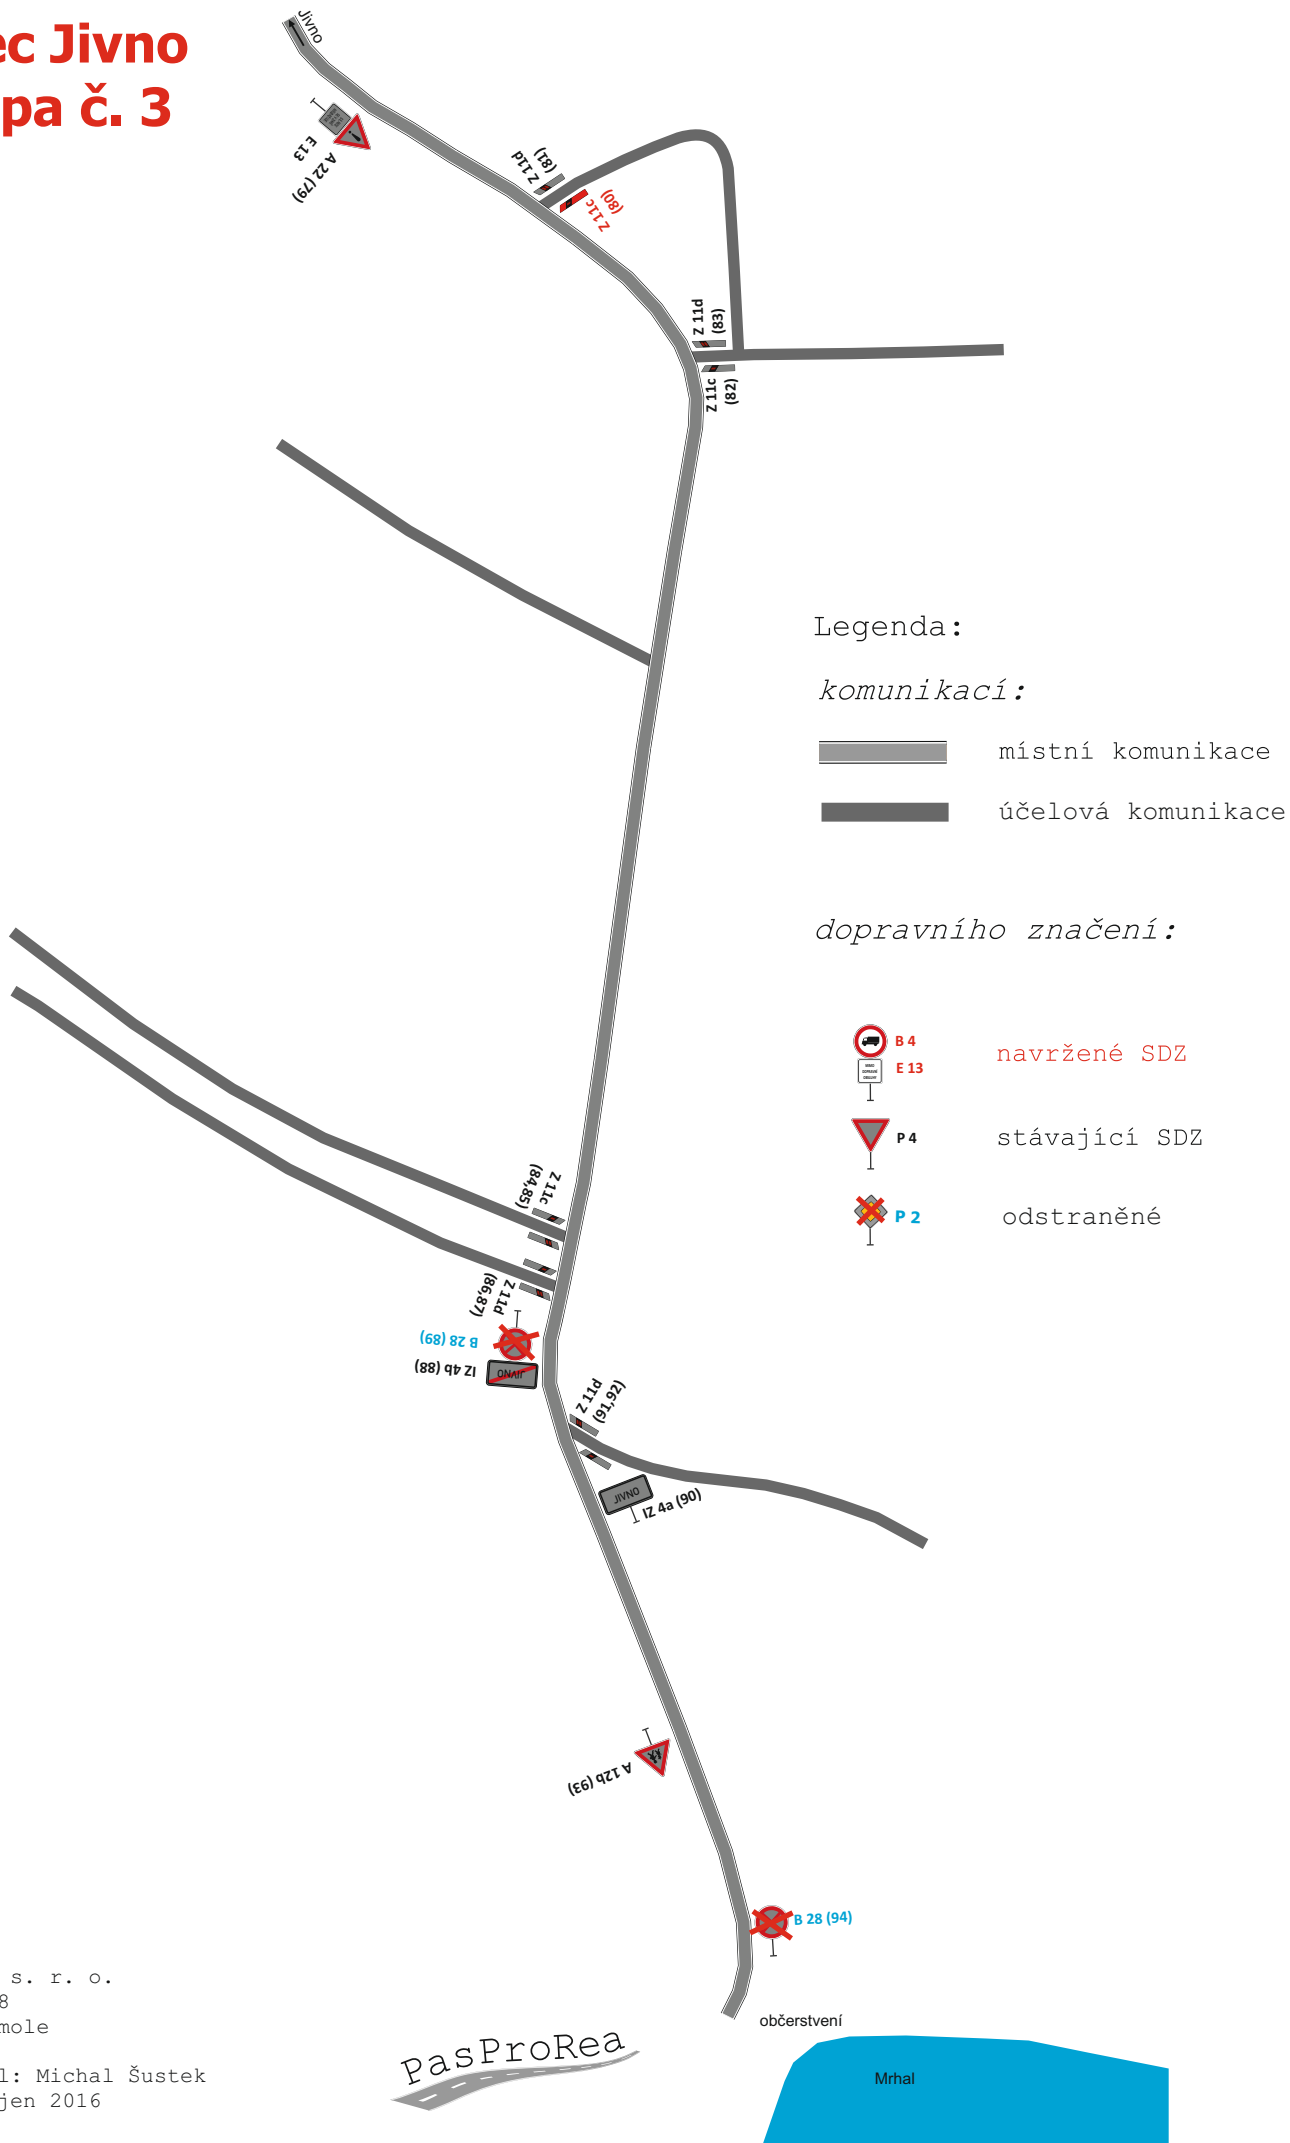 ec Jivno
pa č. 3
Jivno
E 13
A 22 (79)
Z 11d
(81)
Z 11c
(80)
Z 11d
(83)
Z 11c
(82)
Legenda:
komunikací:
místní komunikace
účelová komunikace
dopravního značení:
B 4
E 13
navržené SDZ
P 4
stávající SDZ
P 2
odstraněné
Z 11c
(84,85)
Z 11d
(86,87)
B 28 (89)
IZ 4b (88)
JIVNO
Z 11d
(91,92)
JIVNO
IZ 4a (90)
A 12b (93)
B 28 (94)
občerstvení
Mrhal
s. r. o.
8
mole
l: Michal Šustek
jen 2016
PasProRea